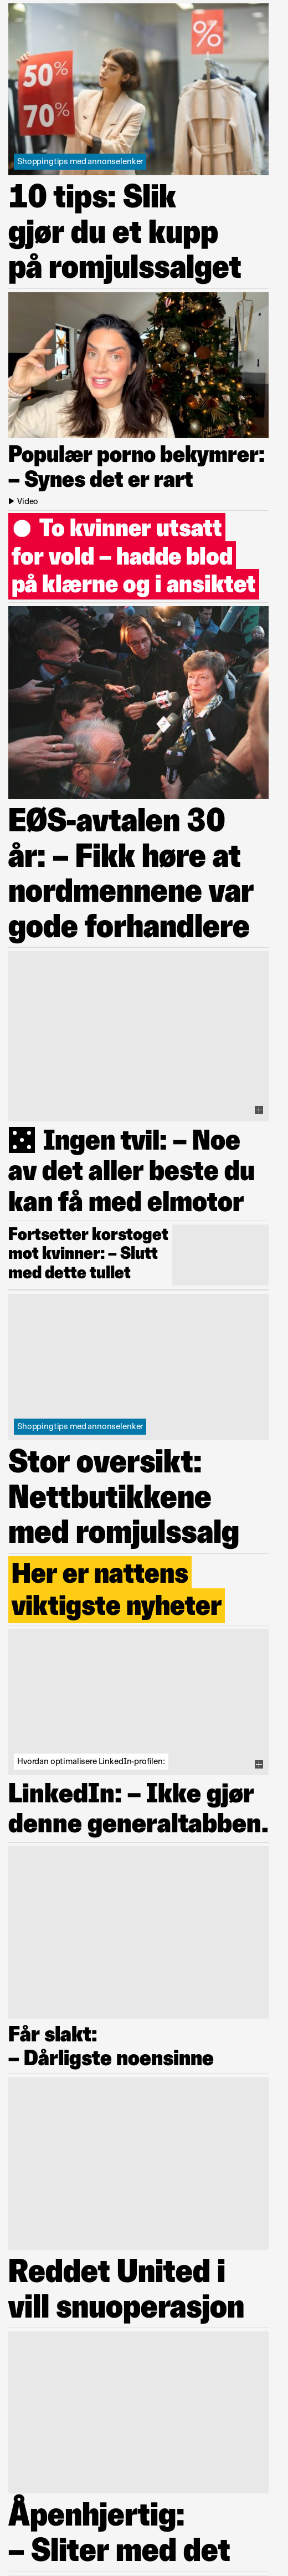 50%
70%
%
Shoppingtips med annonselenker
10 tips: Slik
gjør du et kupp
på romjulssalget
Populær porno bekymrer:
– Synes det er rart
Video
To kvinner utsatt
for vold – hadde blod
på klærne og i ansiktet
EØS-avtalen 30
år: – Fikk høre at
nordmennene var
gode forhandlere
Ingen tvil: – Noe
av det aller beste du
kan få med elmotor
Fortsetter korstoget
mot kvinner: – Slutt
med dette tullet
Shoppingtips med annonselenker
Stor oversikt:
Nettbutikkene
med romjulssalg
Her er nattens
viktigste nyheter
Hvordan optimalisere LinkedIn-profilen:
LinkedIn: – Ikke gjør
denne generaltabben.
Får slakt:
– Dårligste noensinne
Reddet United i
vill snuoperasjon
Åpenhjertig:
– Sliter med det